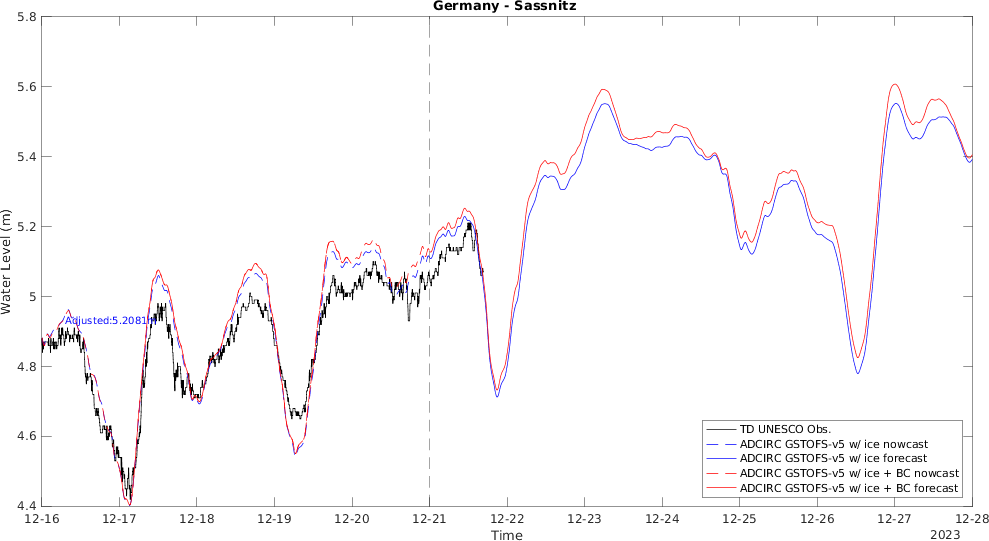 Germany - Sassnitz
Water Level (m)
5.8
5.6
5.4
5.2
5
4.8
4.6
4.4
Adjusted:5.2081
TD UNESCO Obs.
ADCIRC GSTOFS-v5 w/ ice nowcast
ADCIRC GSTOFS-v5 w/ ice forecast
ADCIRC GSTOFS-v5 w/ ice + BC nowcast
ADCIRC GSTOFS-v5 w/ ice + BC forecast
12-16 12-17 12-18 12-19 12-20 12-21 12-22 12-23 12-24 12-25 12-26 12-27 12-28
Time
2023